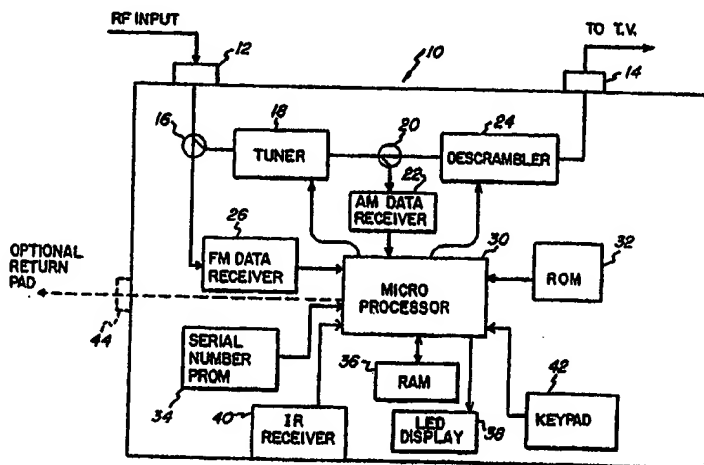 RF INPUT
TO T.V.
12
10
14
16
18
TUNER
20
24
DESCRAMBLER
22
AM DATA
RECEIVER
26
FM DATA
RECEIVER
30
MICRO
PROCESSOR
32
ROM
OPTIONAL
RETURN
PAD
44
SERIAL
NUMBER
PROM
34
36
RAM
42
KEYPAD
40
IR
RECEIVER
LED
DISPLAY
38